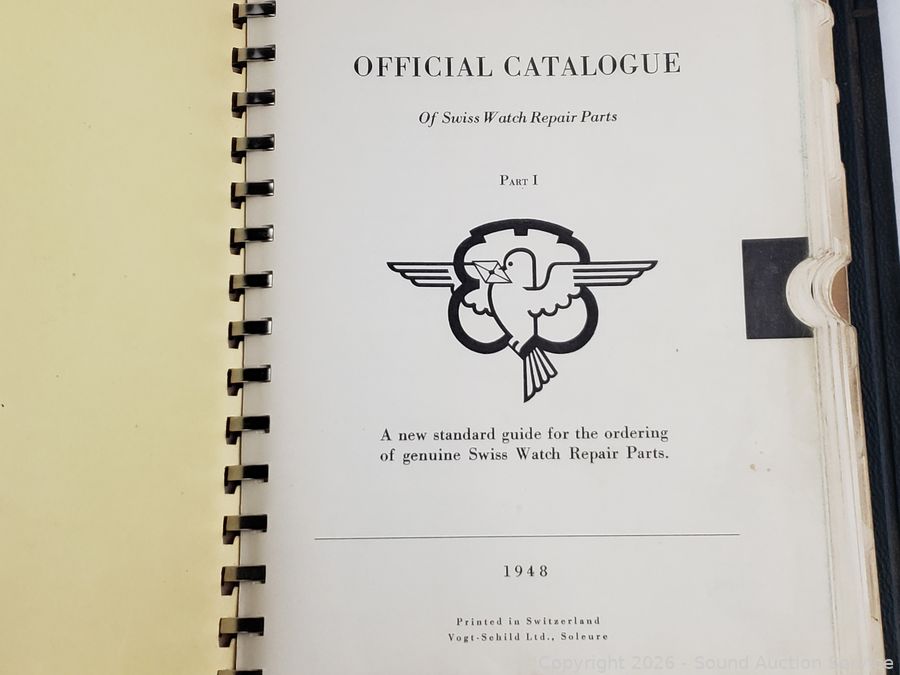 OFFICIAL CATALOGUE
Of Swiss Watch Repair Parts
Part I
A new standard guide for the ordering
of genuine Swiss Watch Repair Parts.
1948
Printed in Switzerland
Vogt-Schild Ltd., Soleure
Copyright 2026 - Sound Auction Service